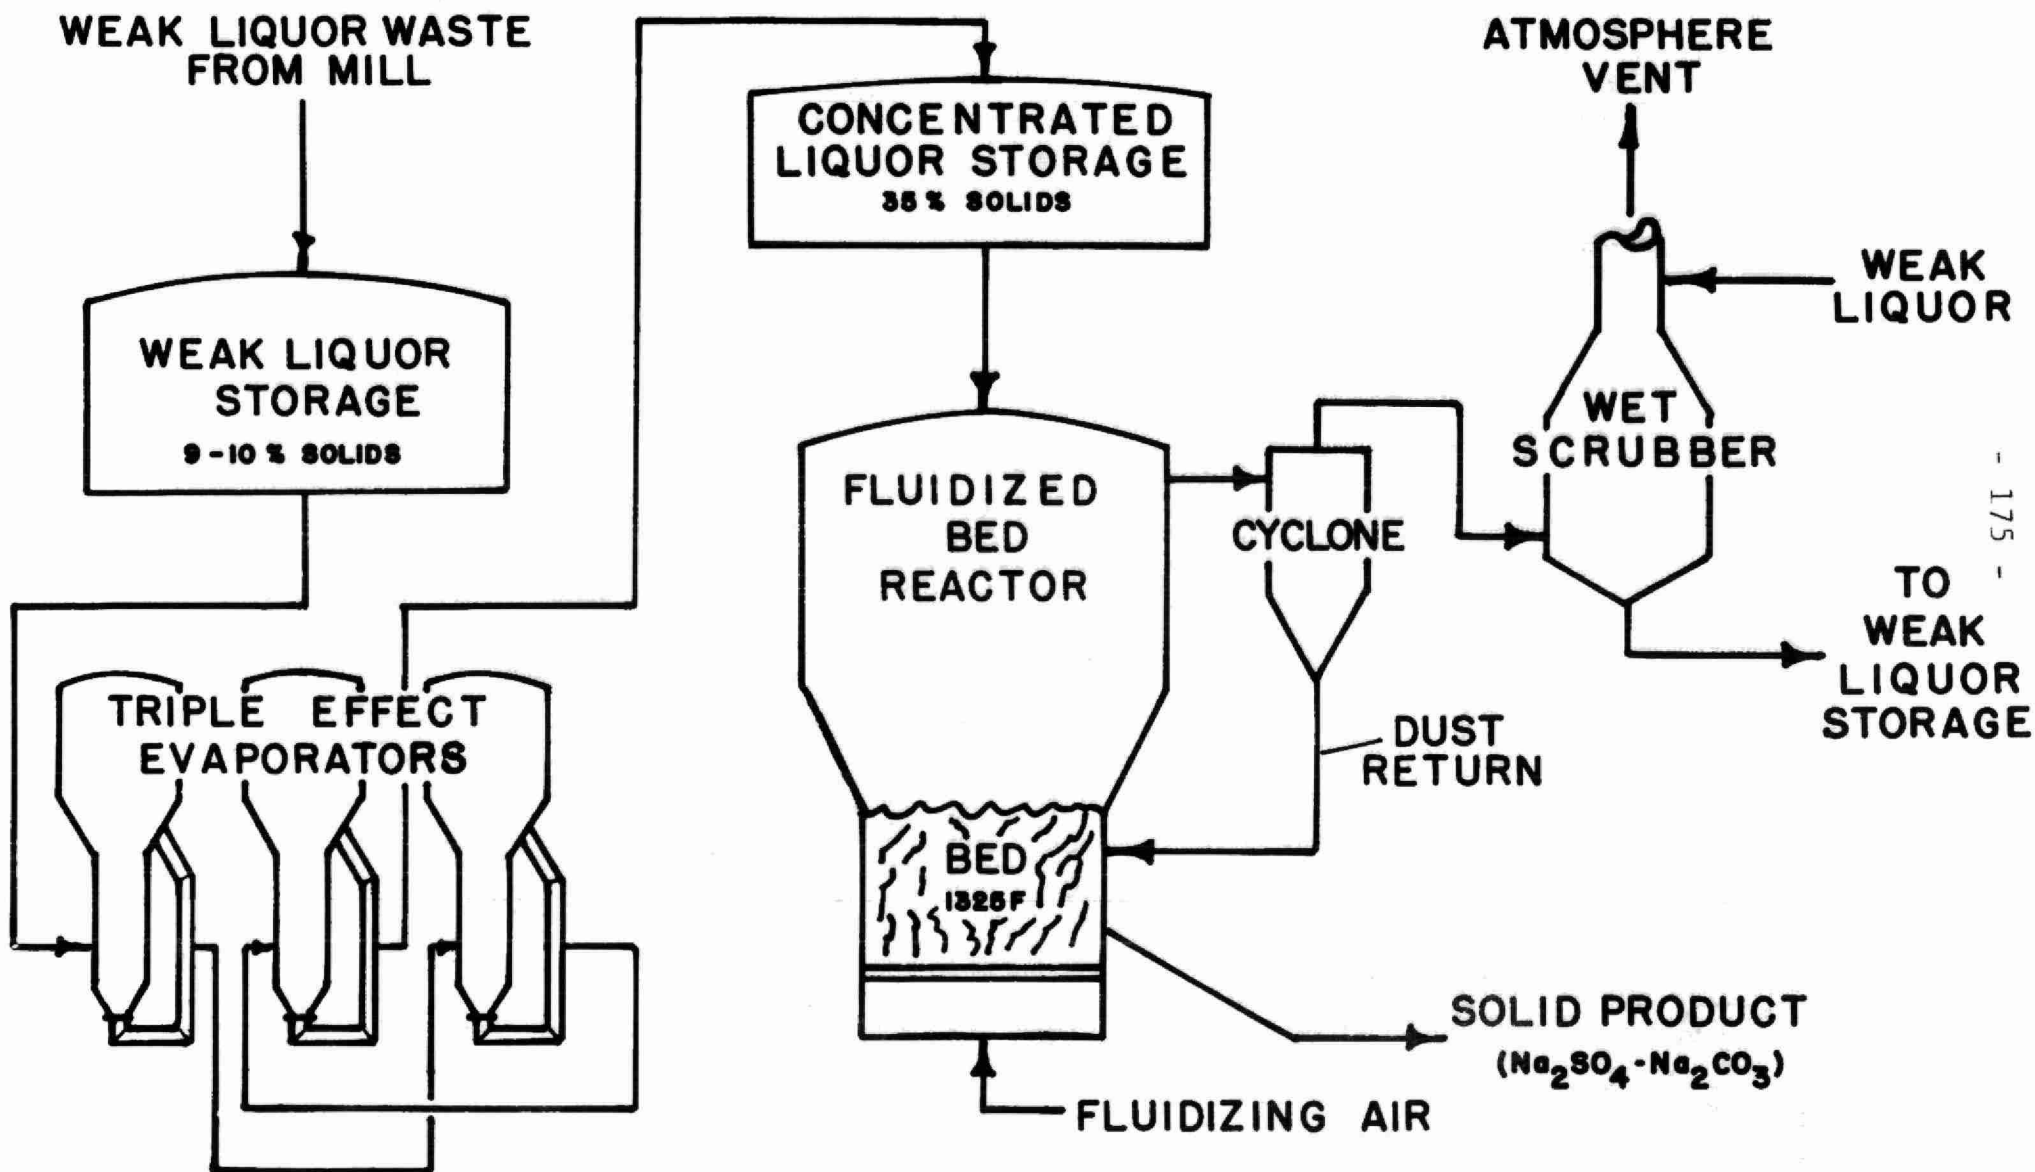 WEAK LIQUOR WASTE
FROM MILL
WEAK LIQUOR
STORAGE
9-10% SOLIDS
TRIPLE EFFECT
EVAPORATORS
CONCENTRATED
LIQUOR STORAGE
35% SOLIDS
FLUIDIZED
BED
REACTOR
BED
1325F
FLUIDIZING AIR
CYCLONE
DUST
RETURN
SOLID PRODUCT
(Na₂SO₄-Na₂CO₃)
ATMOSPHERE
VENT
WEAK
LIQUOR
WET
SCRUBBER
TO
WEAK
LIQUOR
STORAGE
- 175 -